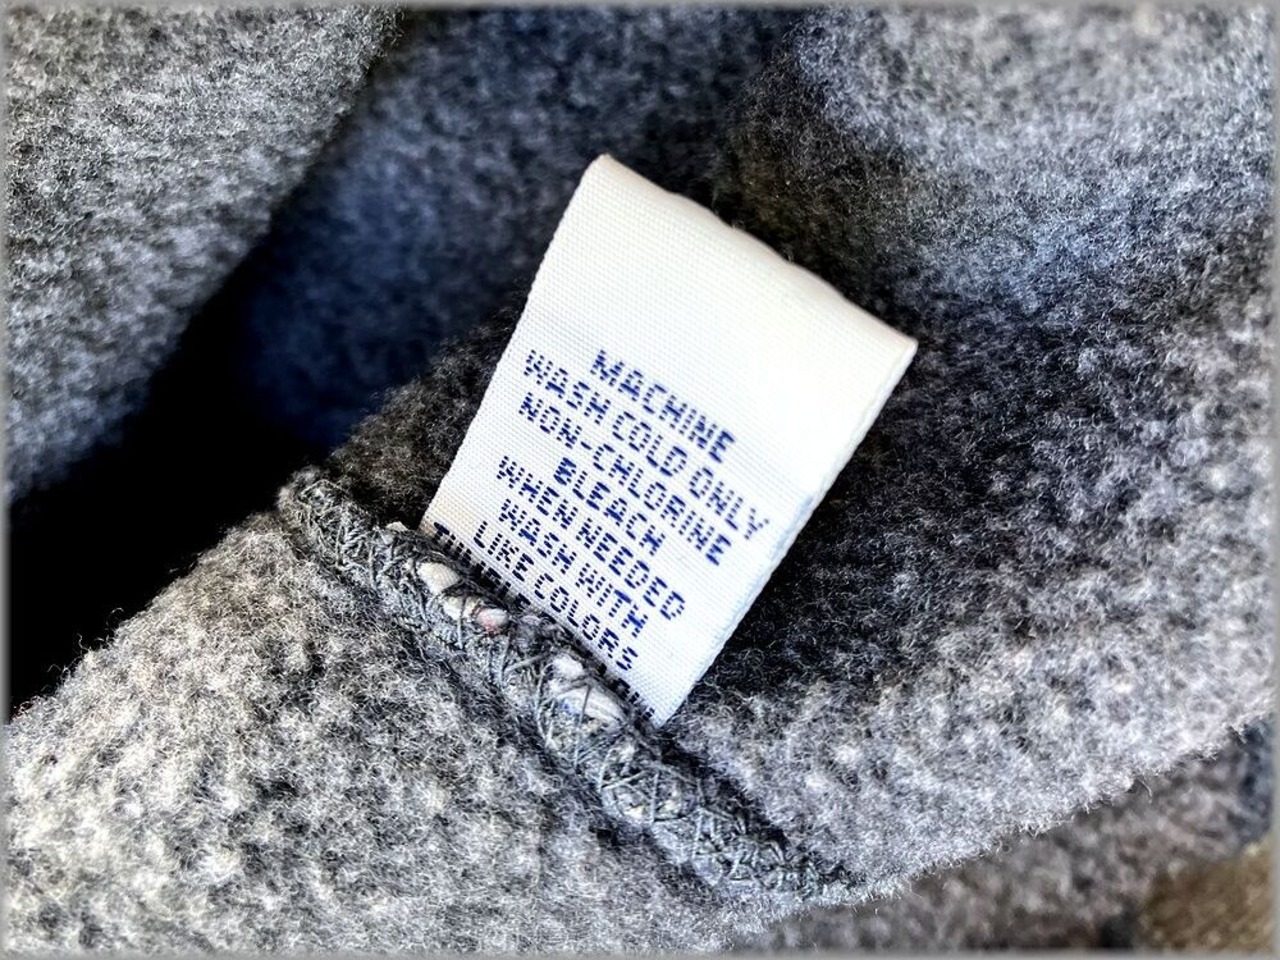 MACHINE
WASH COLD ONLY
NON-CHLORINE
BLEACH
WHEN NEEDED
WASH WITH
LIKE COLORS